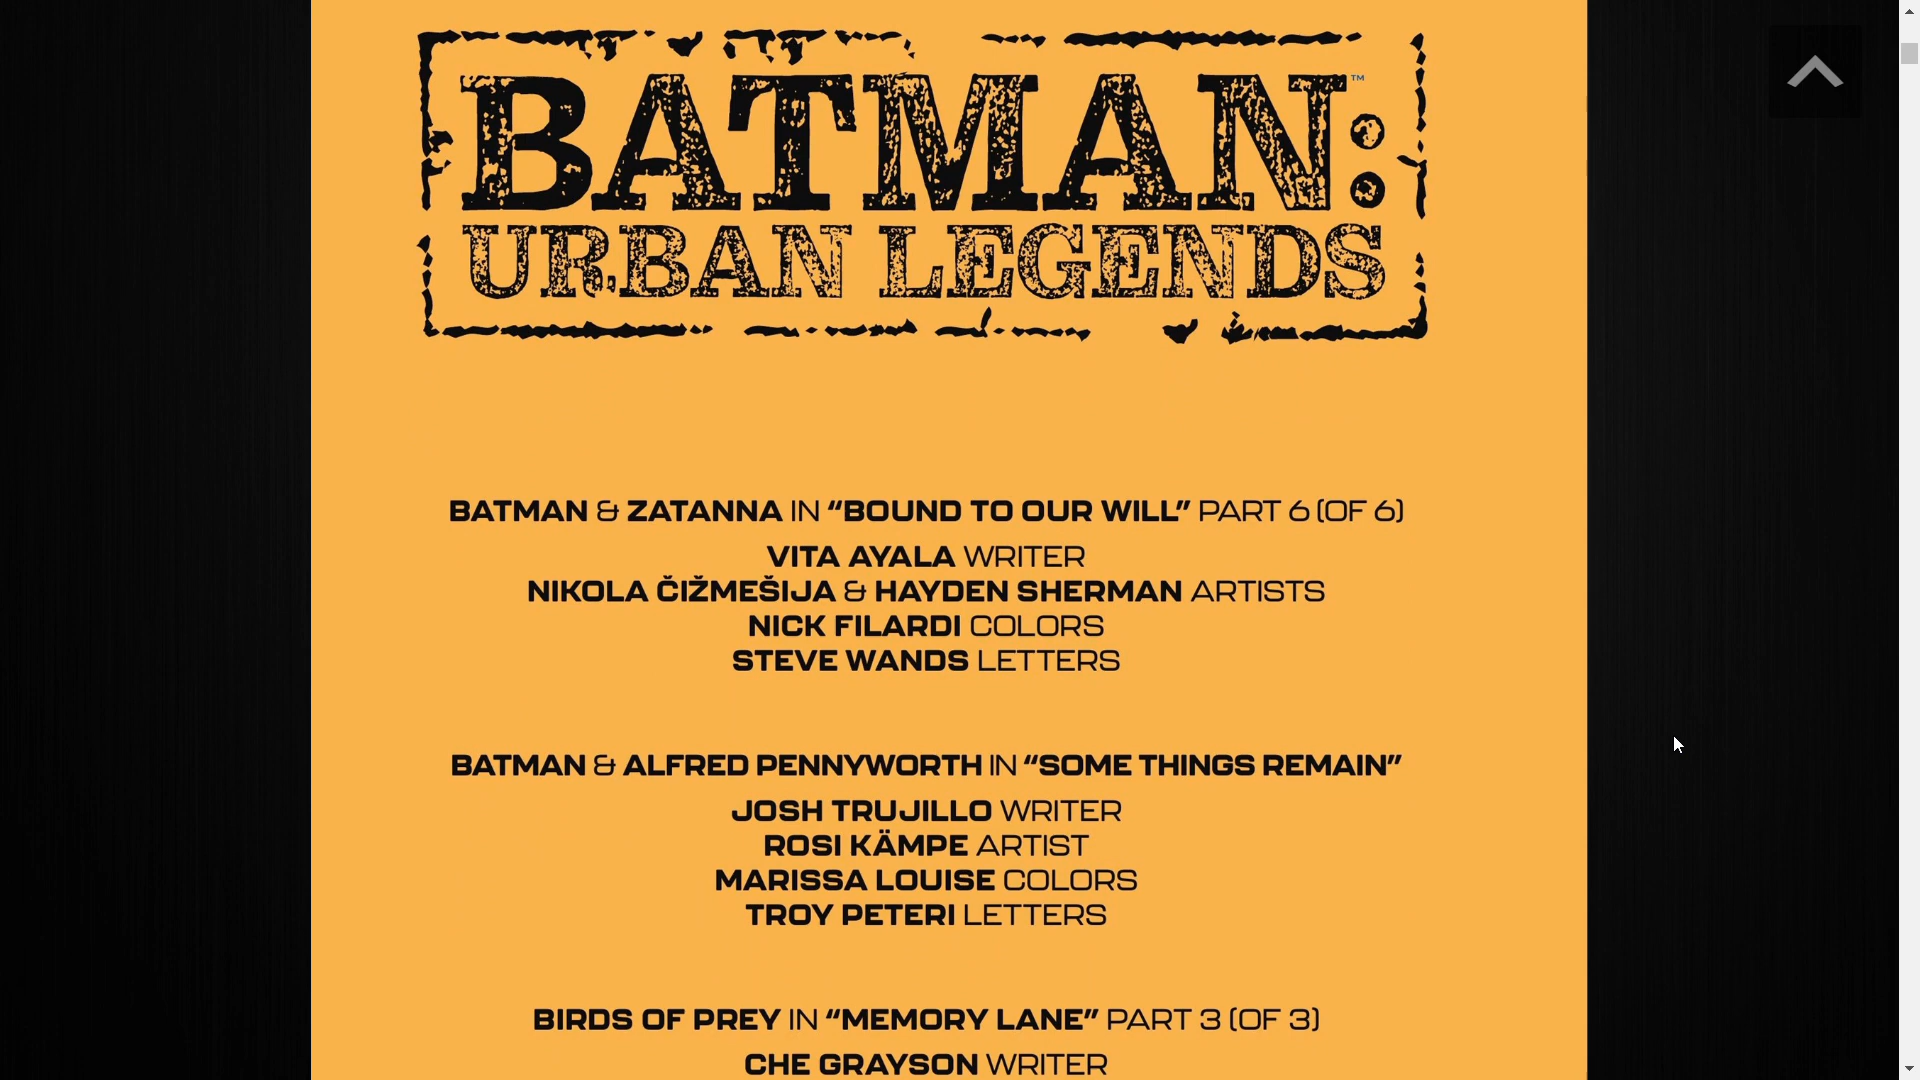 BATMAN:™
URBAN LEGENDS
BATMAN & ZATANNA IN “BOUND TO OUR WILL” PART 6 (OF 6)
VITA AYALA WRITER
NIKOLA ČIŽMEŠIJA & HAYDEN SHERMAN ARTISTS
NICK FILARDI COLORS
STEVE WANDS LETTERS
BATMAN & ALFRED PENNYWORTH IN “SOME THINGS REMAIN”
JOSH TRUJILLO WRITER
ROSI KÄMPE ARTIST
MARISSA LOUISE COLORS
TROY PETERI LETTERS
BIRDS OF PREY IN “MEMORY LANE” PART 3 (OF 3)
CHE GRAYSON WRITER